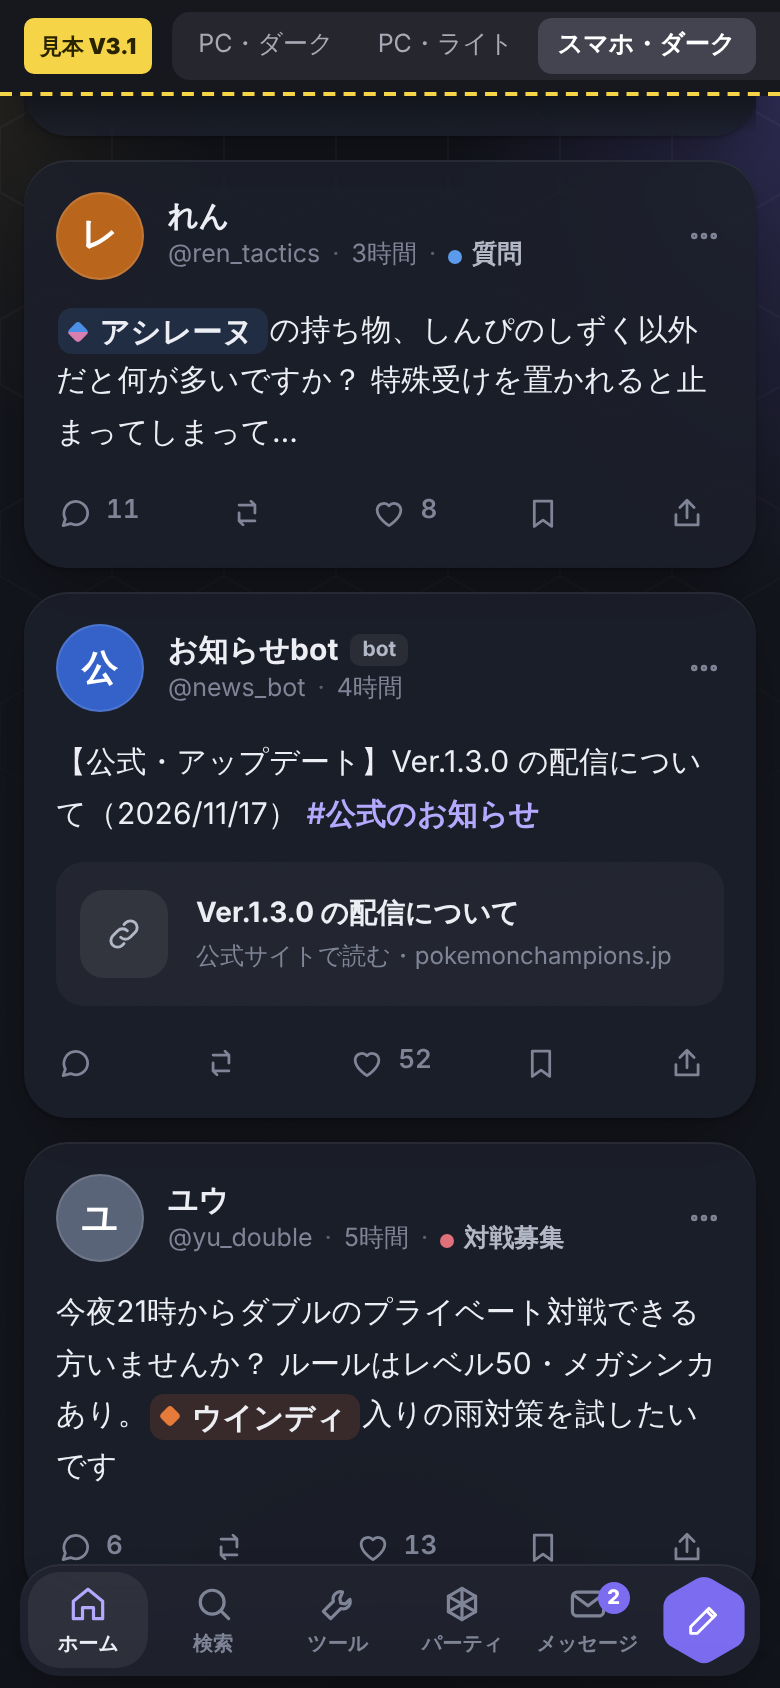 見本 V3.1
PC・ダーク
PC・ライト
スマホ・ダーク
レ
れん
@ren_tactics · 3時間 · 質問
アシレーヌの持ち物、しんぴのしずく以外
だと何が多いですか？ 特殊受けを置かれると止
まってしまって…
11
8
公
お知らせbot bot
@news_bot · 4時間
【公式・アップデート】Ver.1.3.0 の配信につい
て（2026/11/17） #公式のお知らせ
Ver.1.3.0 の配信について
公式サイトで読む・pokemonchampions.jp
52
ユ
ユウ
@yu_double · 5時間 · 対戦募集
今夜21時からダブルのプライベート対戦できる
方いませんか？ ルールはレベル50・メガシンカ
あり。ウインディ入りの雨対策を試したい
です
6
13
2
ホーム
検索
ツール
パーティ
メッセージ